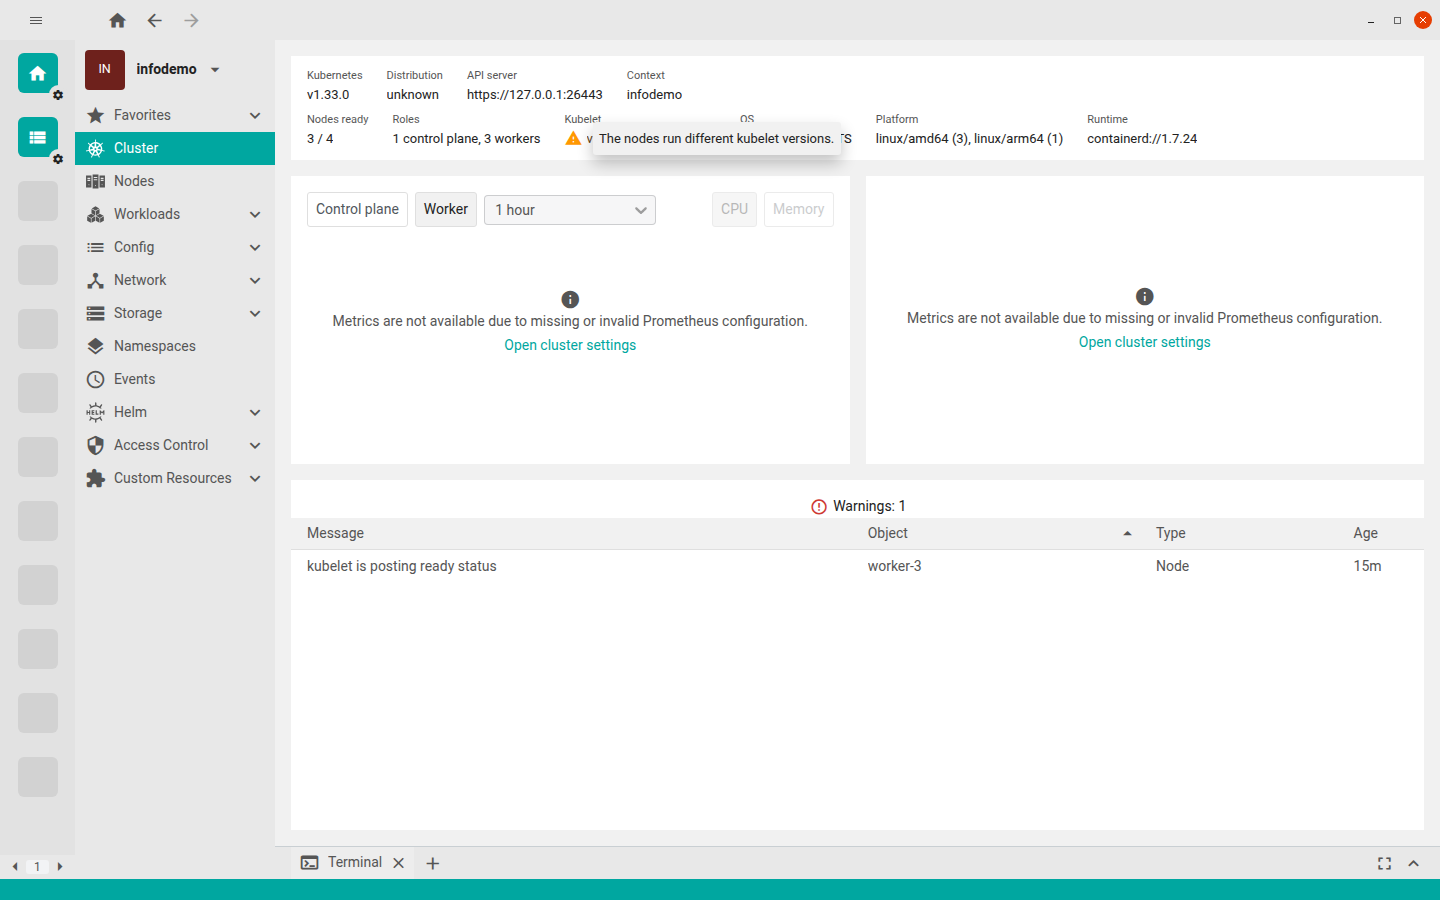 IN
infodemo
Favorites
Cluster
Nodes
Workloads
Config
Network
Storage
Namespaces
Events
HELM
Helm
Access Control
Custom Resources
1
Kubernetes
v1.33.0
Distribution
unknown
API server
https://127.0.0.1:26443
Context
infodemo
Nodes ready
3 / 4
Roles
1 control plane, 3 workers
Kubelet
v
The nodes run different kubelet versions.
OS
Platform
linux/amd64 (3), linux/arm64 (1)
Runtime
containerd://1.7.24
Control plane
Worker
1 hour
CPU
Memory
Metrics are not available due to missing or invalid Prometheus configuration.
Open cluster settings
Metrics are not available due to missing or invalid Prometheus configuration.
Open cluster settings
Warnings: 1
Message Object Type Age
kubelet is posting ready status worker-3 Node 15m
Terminal